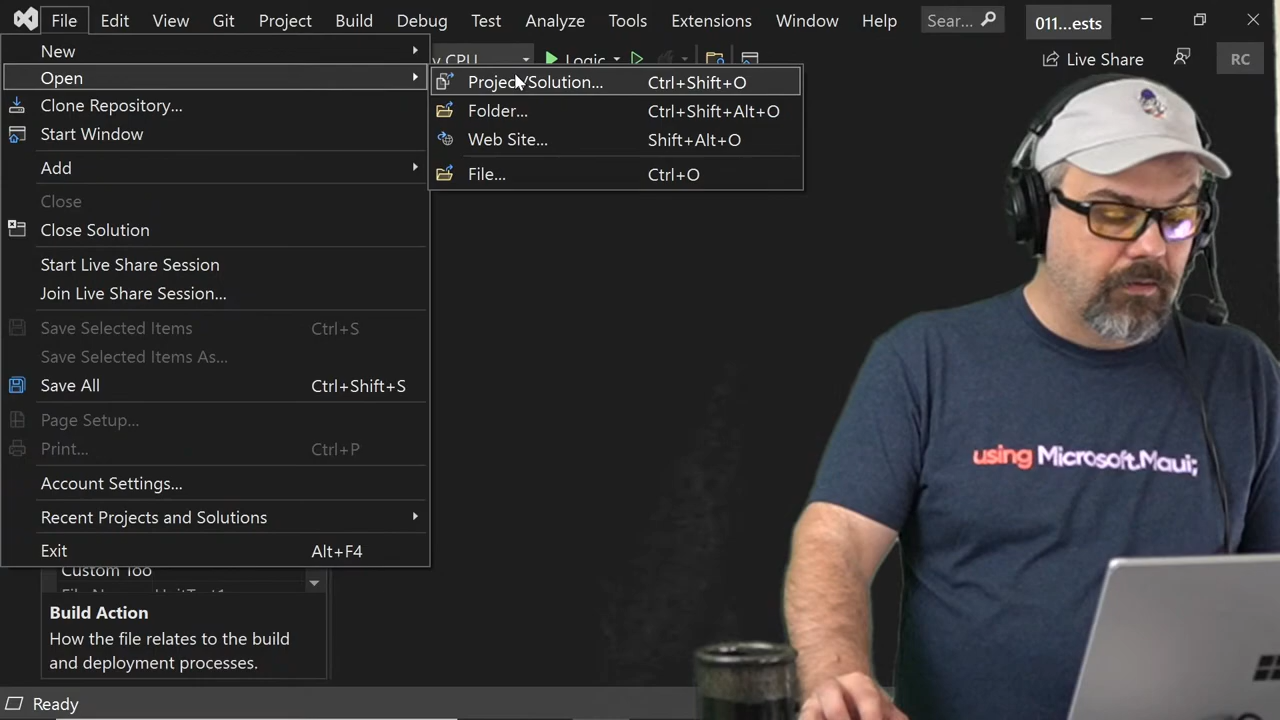 File Edit View Git Project Build Debug Test Analyze Tools Extensions Window Help Sear... 011...ests
CPU Logic Live Share RC
New
Open
Clone Repository...
Start Window
Add
Close
Close Solution
Start Live Share Session
Join Live Share Session...
Save Selected Items Ctrl+S
Save Selected Items As...
Save All Ctrl+Shift+S
Page Setup...
Print... Ctrl+P
Account Settings...
Recent Projects and Solutions
Exit Alt+F4
Project/Solution... Ctrl+Shift+O
Folder... Ctrl+Shift+Alt+O
Web Site... Shift+Alt+O
File... Ctrl+O
using Microsoft.Maui;
Custom Too
Build Action
How the file relates to the build
and deployment processes.
Ready